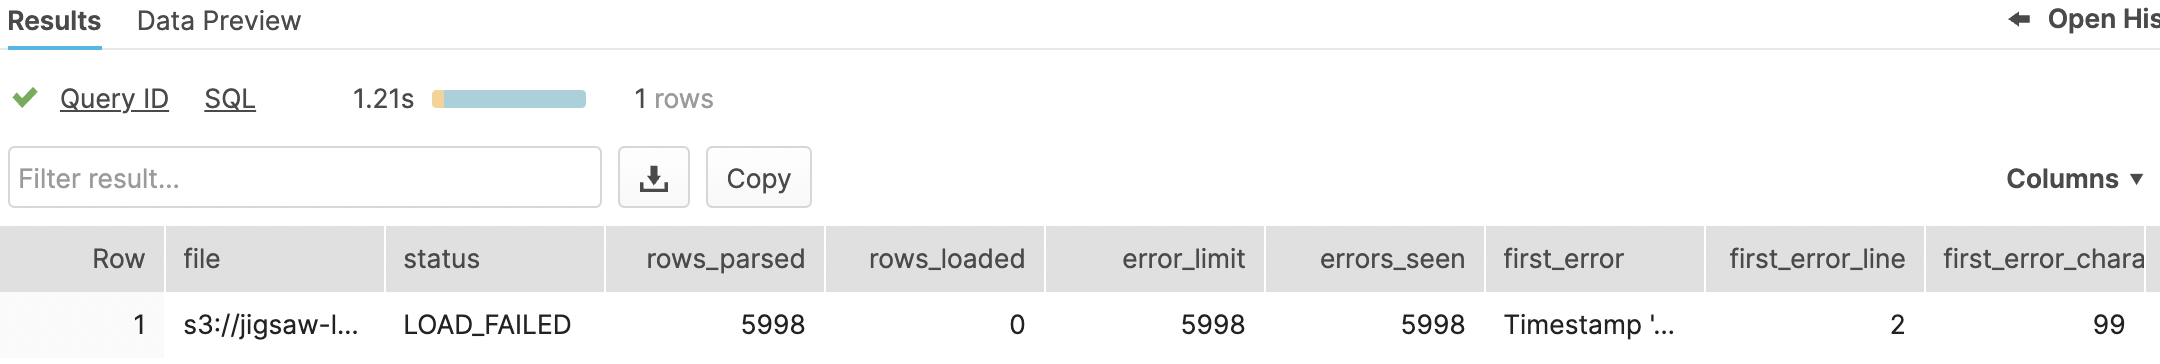 Results Data Preview Open His
Query ID SQL 1.21s 1 rows
Filter result... Copy Columns
Row file status rows_parsed rows_loaded error_limit errors_seen first_error first_error_line first_error_chara
1 s3://jigsaw-l... LOAD_FAILED 5998 0 5998 5998 Timestamp '... 2 99